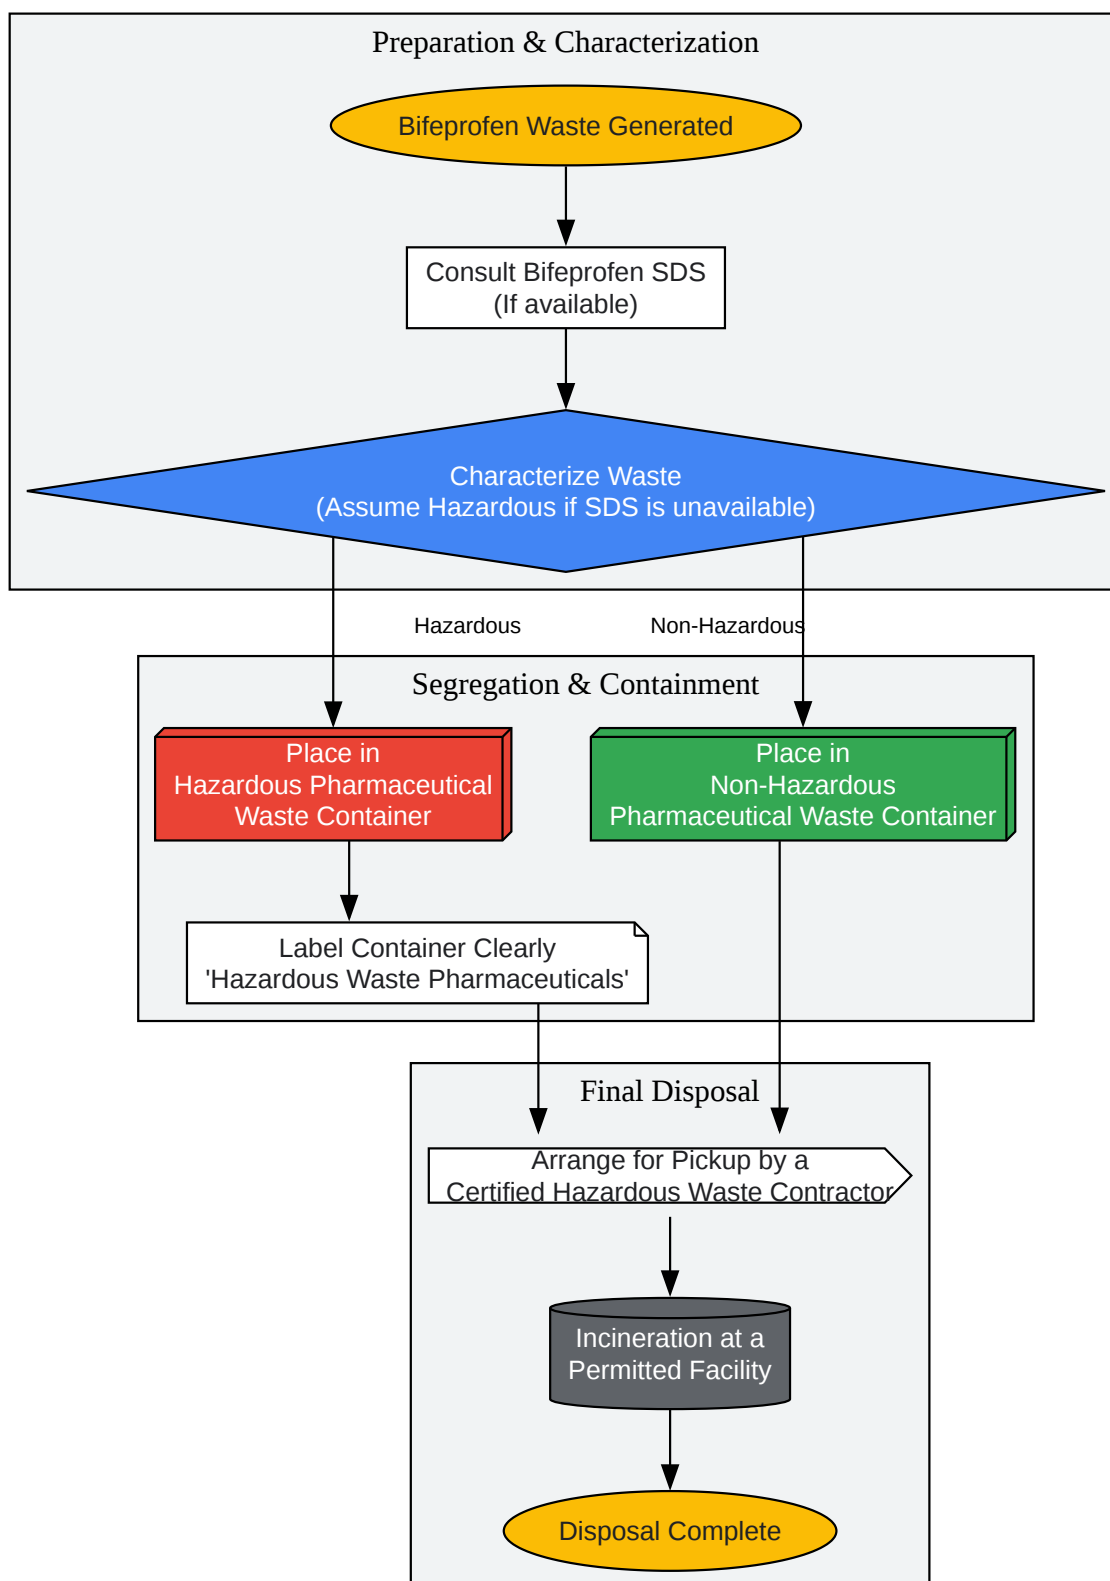 Preparation & Characterization
Bifeprofen Waste Generated
Consult Bifeprofen SDS
(If available)
Characterize Waste
(Assume Hazardous if SDS is unavailable)
Hazardous
Non-Hazardous
Segregation & Containment
Place in
Hazardous Pharmaceutical
Waste Container
Place in
Non-Hazardous
Pharmaceutical Waste Container
Label Container Clearly
'Hazardous Waste Pharmaceuticals'
Final Disposal
Arrange for Pickup by a
Certified Hazardous Waste Contractor
Incineration at a
Permitted Facility
Disposal Complete